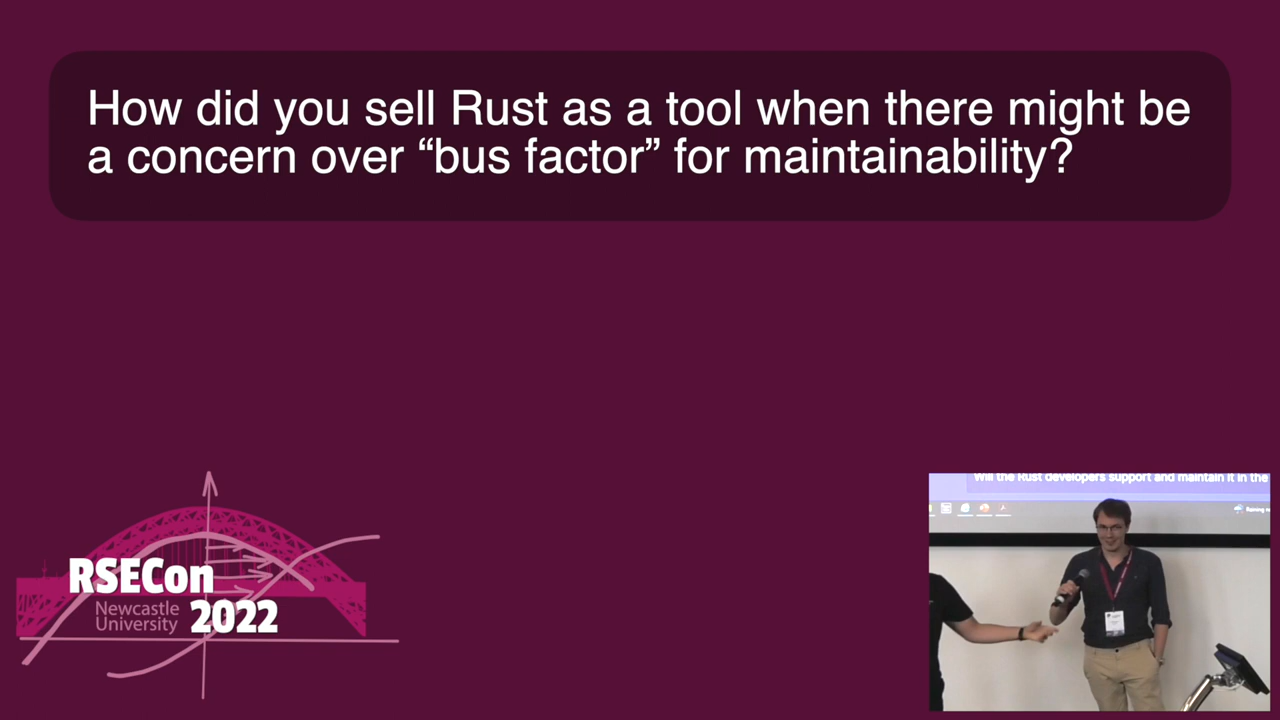 How did you sell Rust as a tool when there might be
a concern over “bus factor” for maintainability?
RSECon
Newcastle
University
2022
Will the Rust developers support and maintain it in the